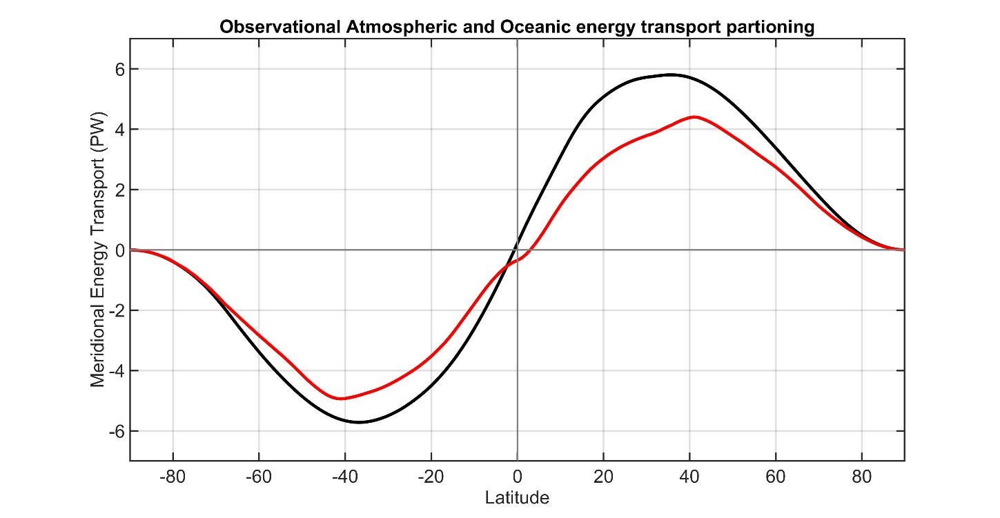 Observational Atmospheric and Oceanic energy transport partioning
Meridional Energy Transport (PW)
6
4
2
0
-2
-4
-6
-80 -60 -40 -20 0 20 40 60 80
Latitude